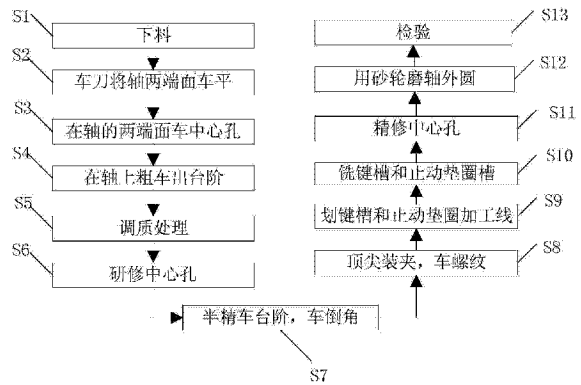 S1
下料
S2
车刀将轴两端面车平
S3
在轴的两端面车中心孔
S4
在轴上粗车出台阶
S5
调质处理
S6
研修中心孔
半精车台阶，车倒角
S7
顶尖装夹，车螺纹
S8
划键槽和止动垫圈加工线
S9
铣键槽和止动垫圈槽
S10
精修中心孔
S11
用砂轮磨轴外圆
S12
检验
S13